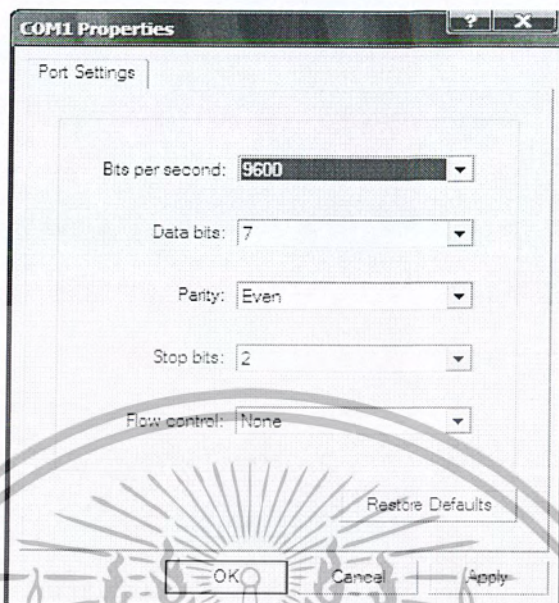 COM1 Properties
Port Settings
Bits per second: 9600
Data bits: 7
Parity: Even
Stop bits: 2
Flow control: None
Restore Defaults
OK Cancel Apply